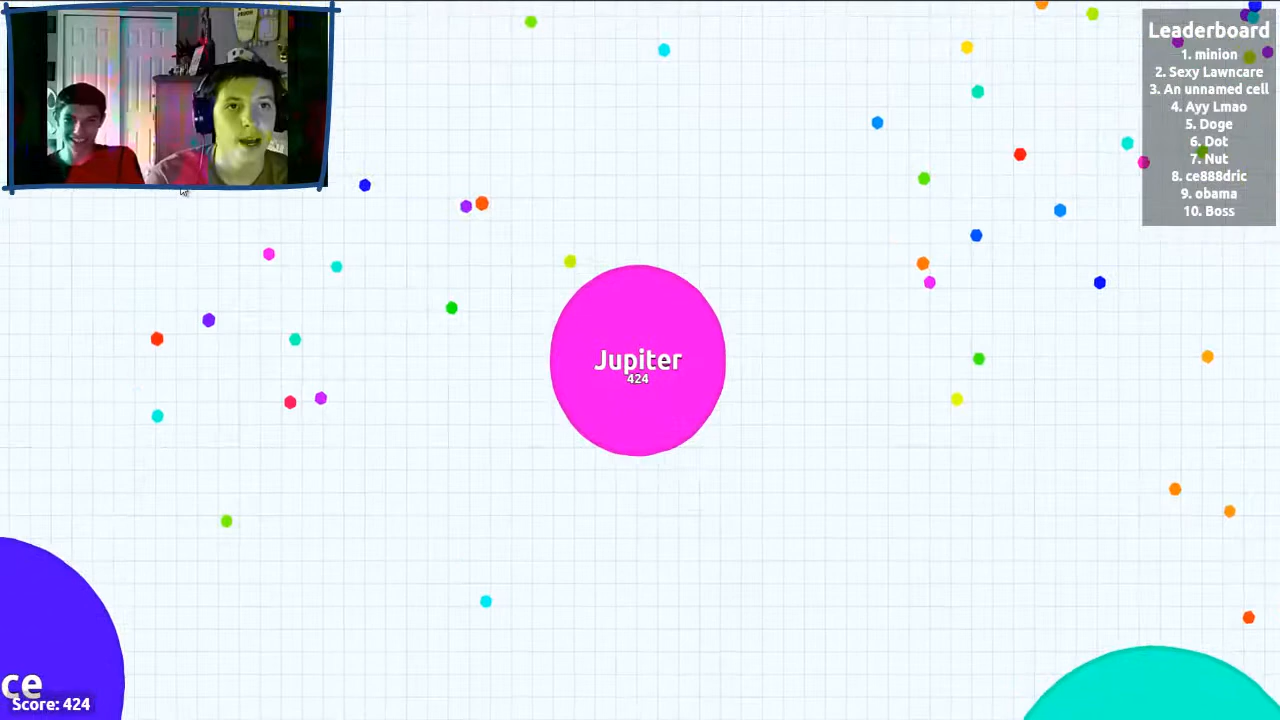 Leaderboard
1. minion
2. Sexy Lawncare
3. An unnamed cell
4. Ayy Lmao
5. Doge
6. Dot
7. Nut
8. ce888dric
9. obama
10. Boss
Jupiter
424
ce
Score: 424